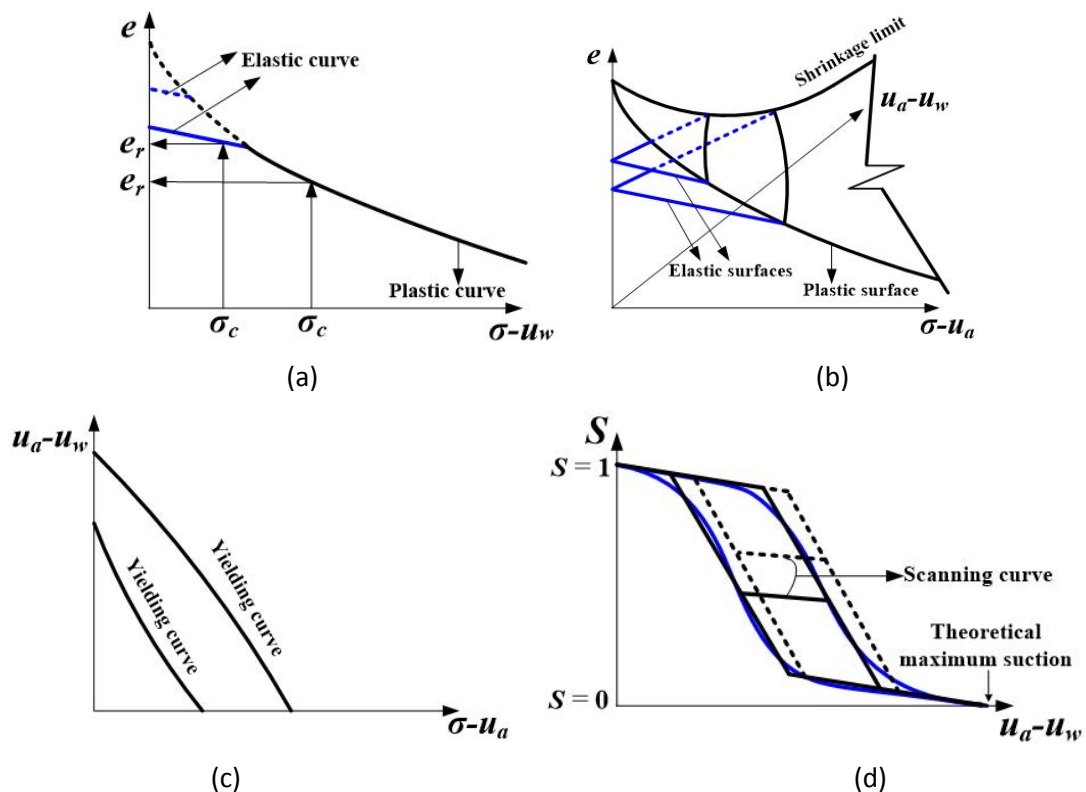 e
Elastic curve
e_r
e_r
Plastic curve
σ_c
σ_c
σ-u_w
(a)
e
Shrinkage limit
u_a-u_w
Elastic surfaces
Plastic surface
σ-u_a
(b)
u_a-u_w
Yielding curve
Yielding curve
σ-u_a
(c)
S
S = 1
Scanning curve
Theoretical
maximum suction
S=0
u_a-u_w
(d)